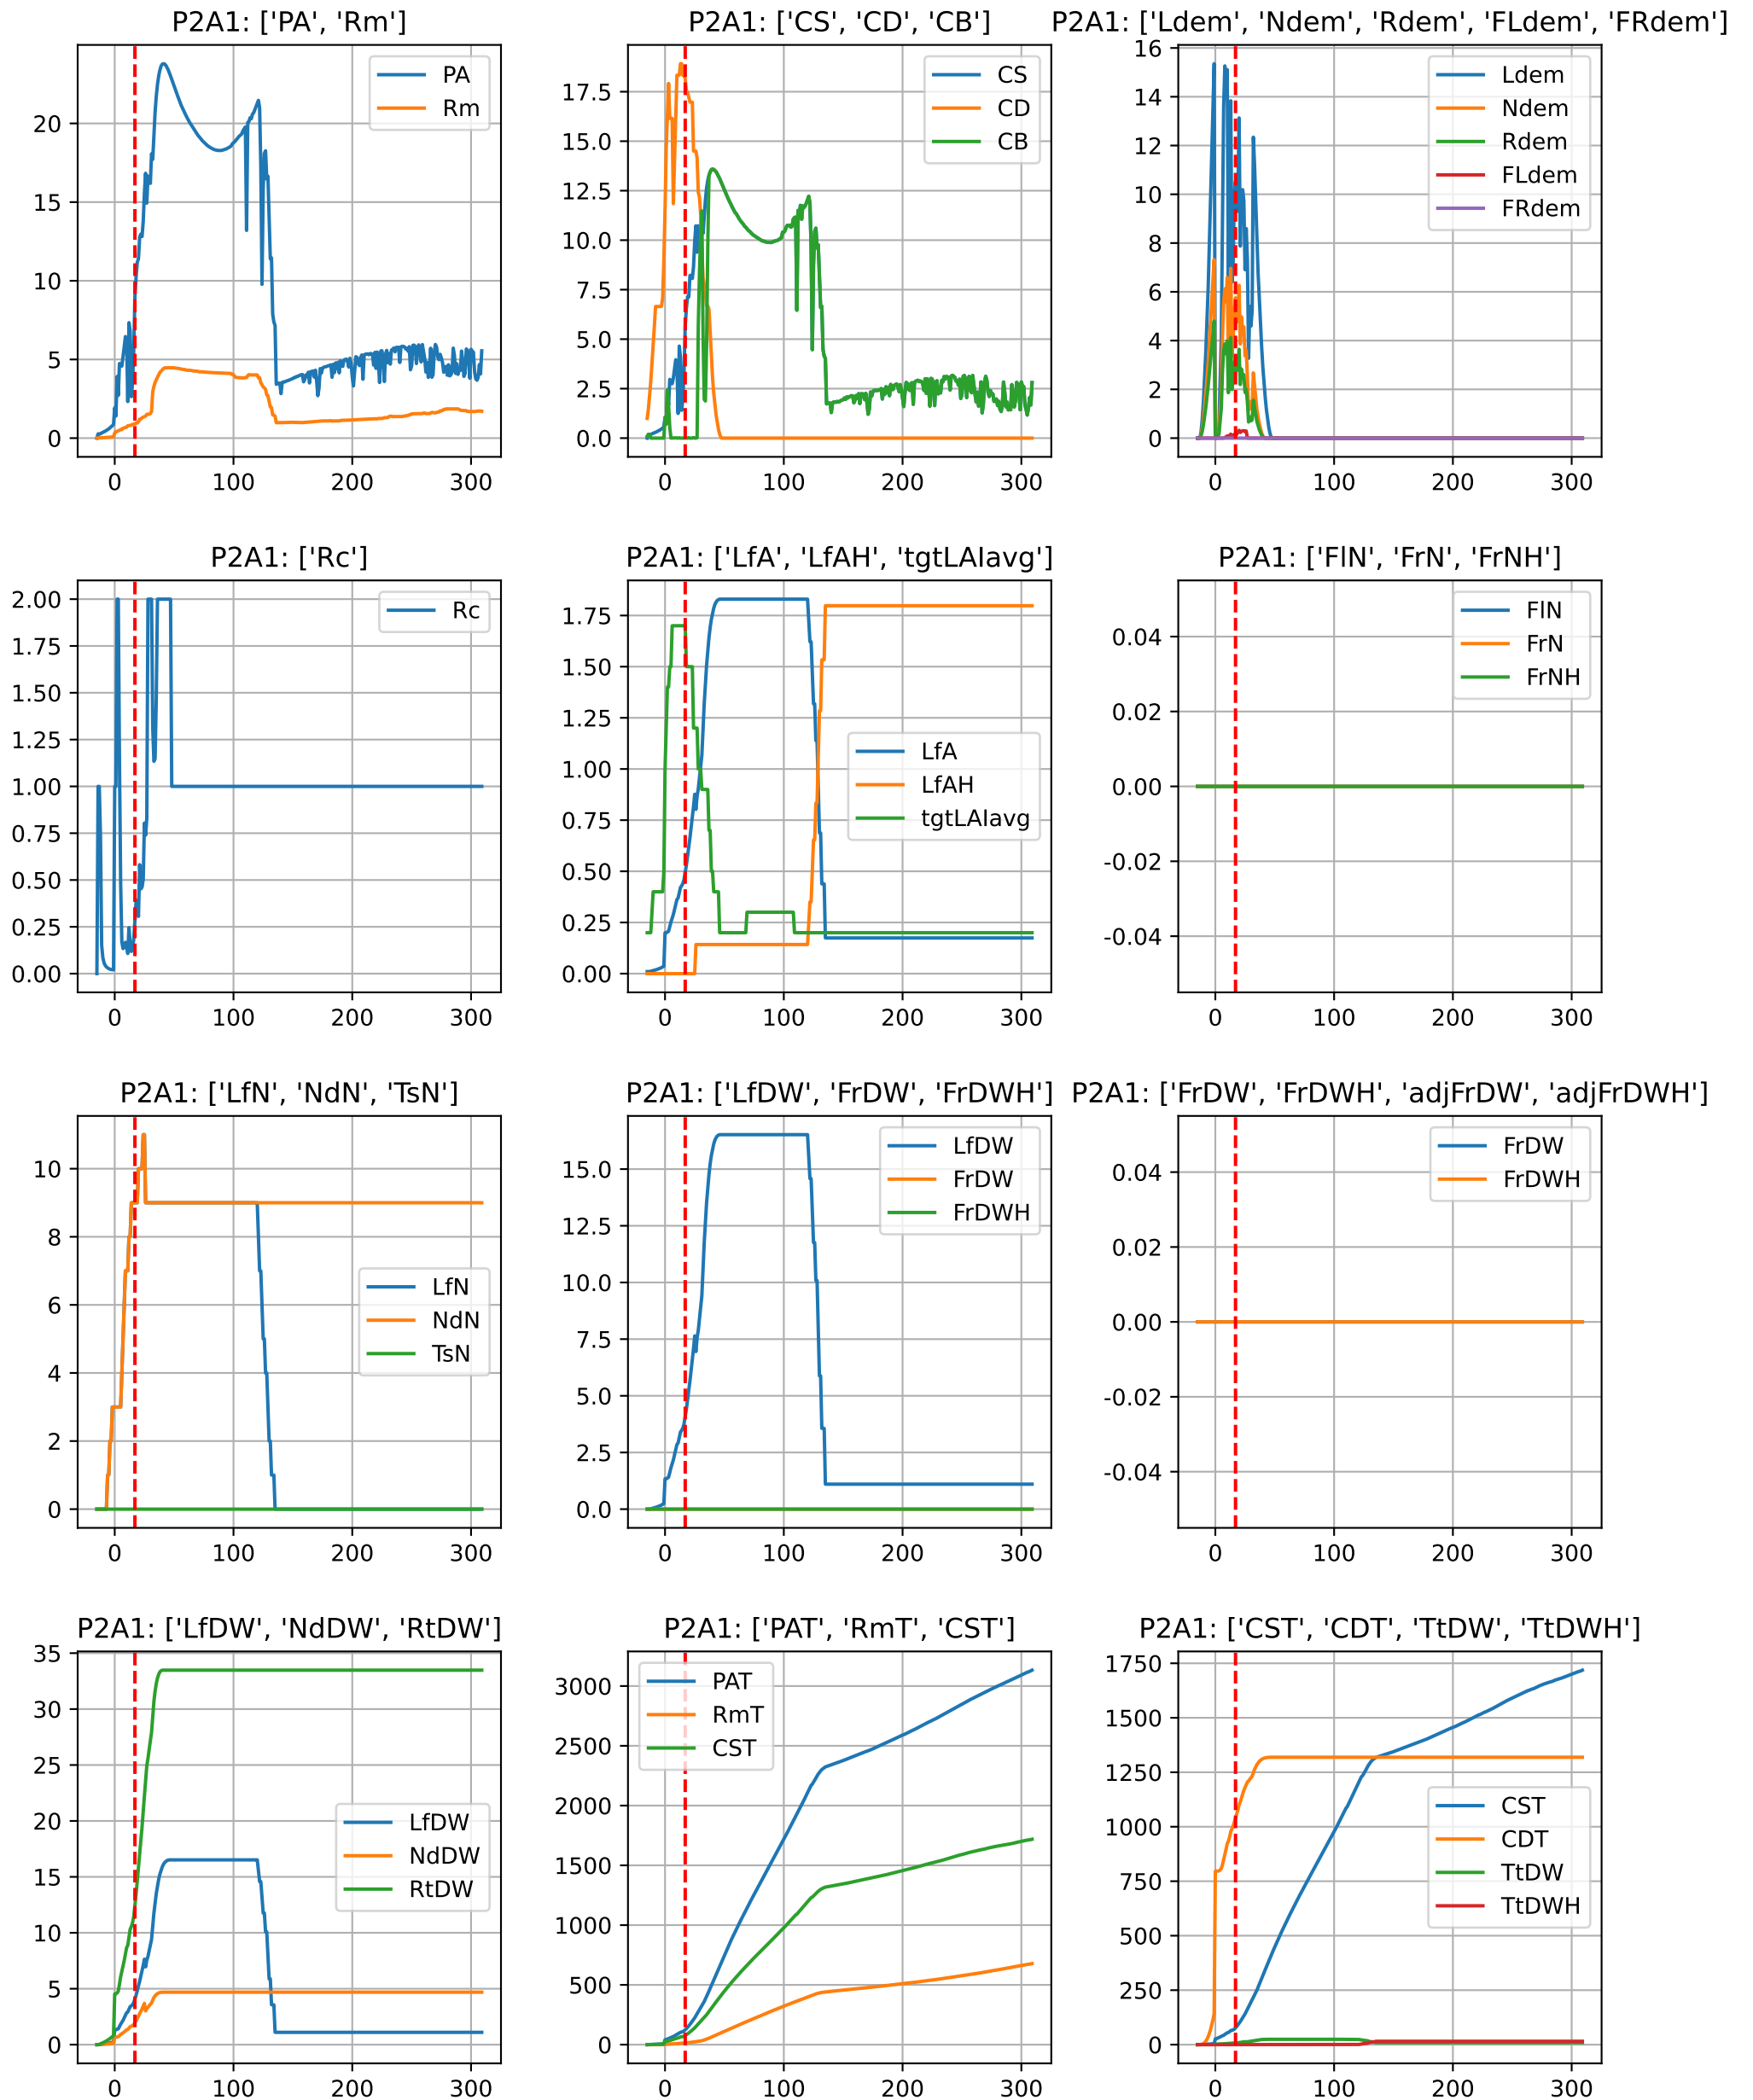 P2A1: ['PA', 'Rm']
20
15
10
5
0
0 100 200 300
PA
Rm
P2A1: ['CS', 'CD', 'CB']
17.5
15.0
12.5
10.0
7.5
5.0
2.5
0.0
0 100 200 300
CS
CD
CB
P2A1: ['Ldem', 'Ndem', 'Rdem', 'FLdem', 'FRdem']
16
14
12
10
8
6
4
2
0
0 100 200 300
Ldem
Ndem
Rdem
FLdem
FRdem
P2A1: ['Rc']
2.00
1.75
1.50
1.25
1.00
0.75
0.50
0.25
0.00
0 100 200 300
Rc
P2A1: ['LfA', 'LfAH', 'tgtLAIavg']
1.75
1.50
1.25
1.00
0.75
0.50
0.25
0.00
0 100 200 300
LfA
LfAH
tgtLAIavg
P2A1: ['FlN', 'FrN', 'FrNH']
0.04
0.02
0.00
-0.02
-0.04
0 100 200 300
FlN
FrN
FrNH
P2A1: ['LfN', 'NdN', 'TsN']
10
8
6
4
2
0
0 100 200 300
LfN
NdN
TsN
P2A1: ['LfDW', 'FrDW', 'FrDWH']
15.0
12.5
10.0
7.5
5.0
2.5
0.0
0 100 200 300
LfDW
FrDW
FrDWH
P2A1: ['FrDW', 'FrDWH', 'adjFrDW', 'adjFrDWH']
0.04
0.02
0.00
-0.02
-0.04
0 100 200 300
FrDW
FrDWH
P2A1: ['LfDW', 'NdDW', 'RtDW']
35
30
25
20
15
10
5
0
0 100 200 300
LfDW
NdDW
RtDW
P2A1: ['PAT', 'RmT', 'CST']
3000
2500
2000
1500
1000
500
0
0 100 200 300
PAT
RmT
CST
P2A1: ['CST', 'CDT', 'TtDW', 'TtDWH']
1750
1500
1250
1000
750
500
250
0
0 100 200 300
CST
CDT
TtDW
TtDWH